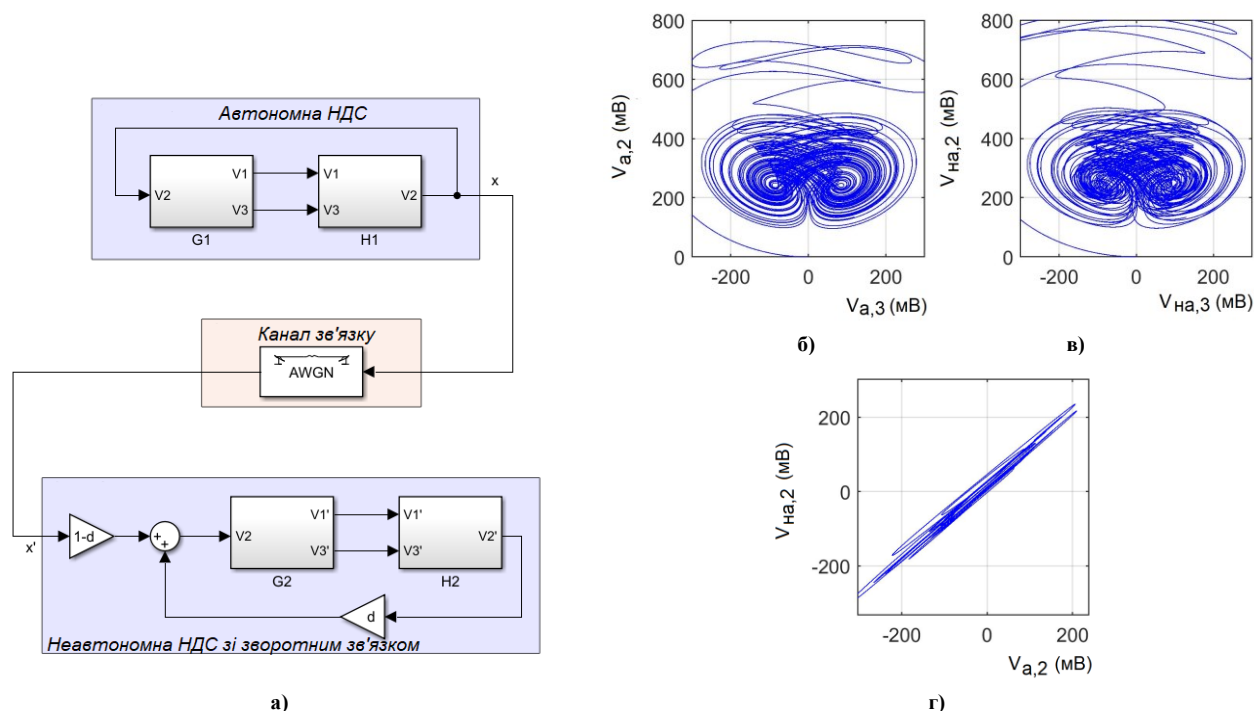 Автономна НДС
V2
V1
V3
G1
V1
V3
V2
H1
x
Канал зв'язку
AWGN
x'
1-d
+
+
V2
V1'
V3'
G2
V1'
V3'
V2'
H2
d
Неавтономна НДС зі зворотним зв'язком
а)
800
600
400
200
0
-200
0
200
Va,2 (мВ)
Va,3 (мВ)
б)
800
600
400
200
0
-200
0
200
Vна,2 (мВ)
Vна,3 (мВ)
в)
200
0
-200
-200
0
200
Vна,2 (мВ)
Va,2 (мВ)
г)